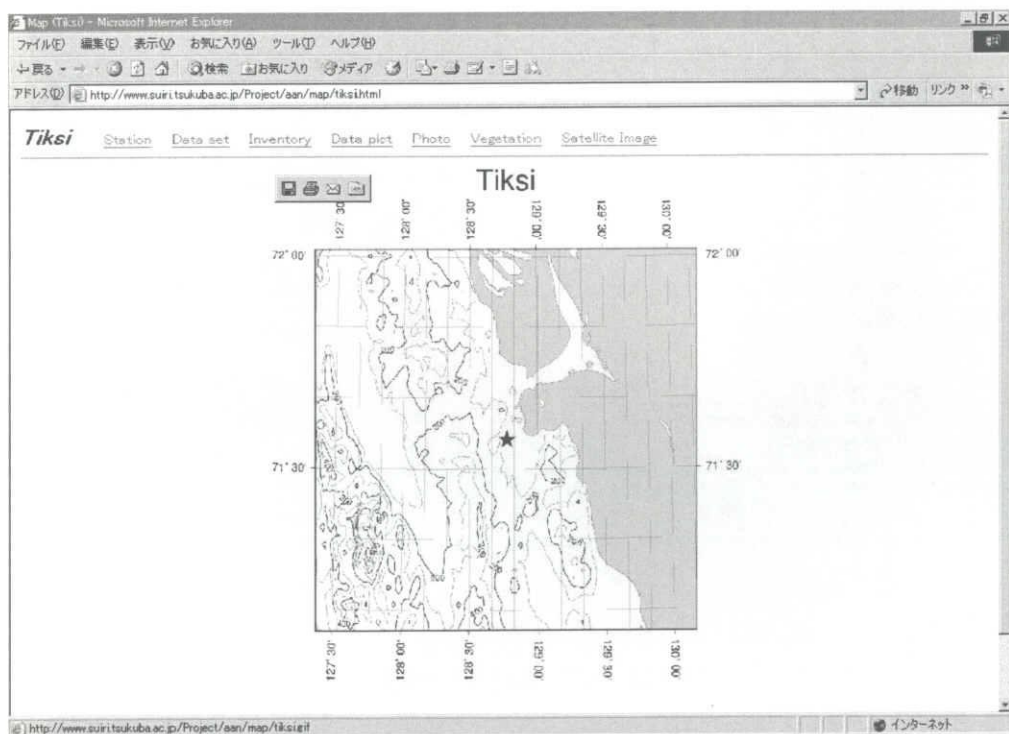 Map (Tiksi) - Microsoft Internet Explorer
ファイル(F) 編集(E) 表示(V) お気に入り(A) ツール(T) ヘルプ(H)
戻る 検索 お気に入り メディア
アドレス(D) http://www.suiri.tsukuba.ac.jp/Project/aan/map/tiksi.html 移動 リンク »
Tiksi Station Data set Inventory Data plot Photo Vegetation Satellite Image
Tiksi
127° 30' 128° 00' 128° 30' 129° 00' 129° 30' 130° 00'
72° 00' 72° 00'
71° 30' 71° 30'
127° 30' 128° 00' 128° 30' 129° 00' 129° 30' 130° 00'
http://www.suiri.tsukuba.ac.jp/Project/aan/map/tiksi.gif インターネット